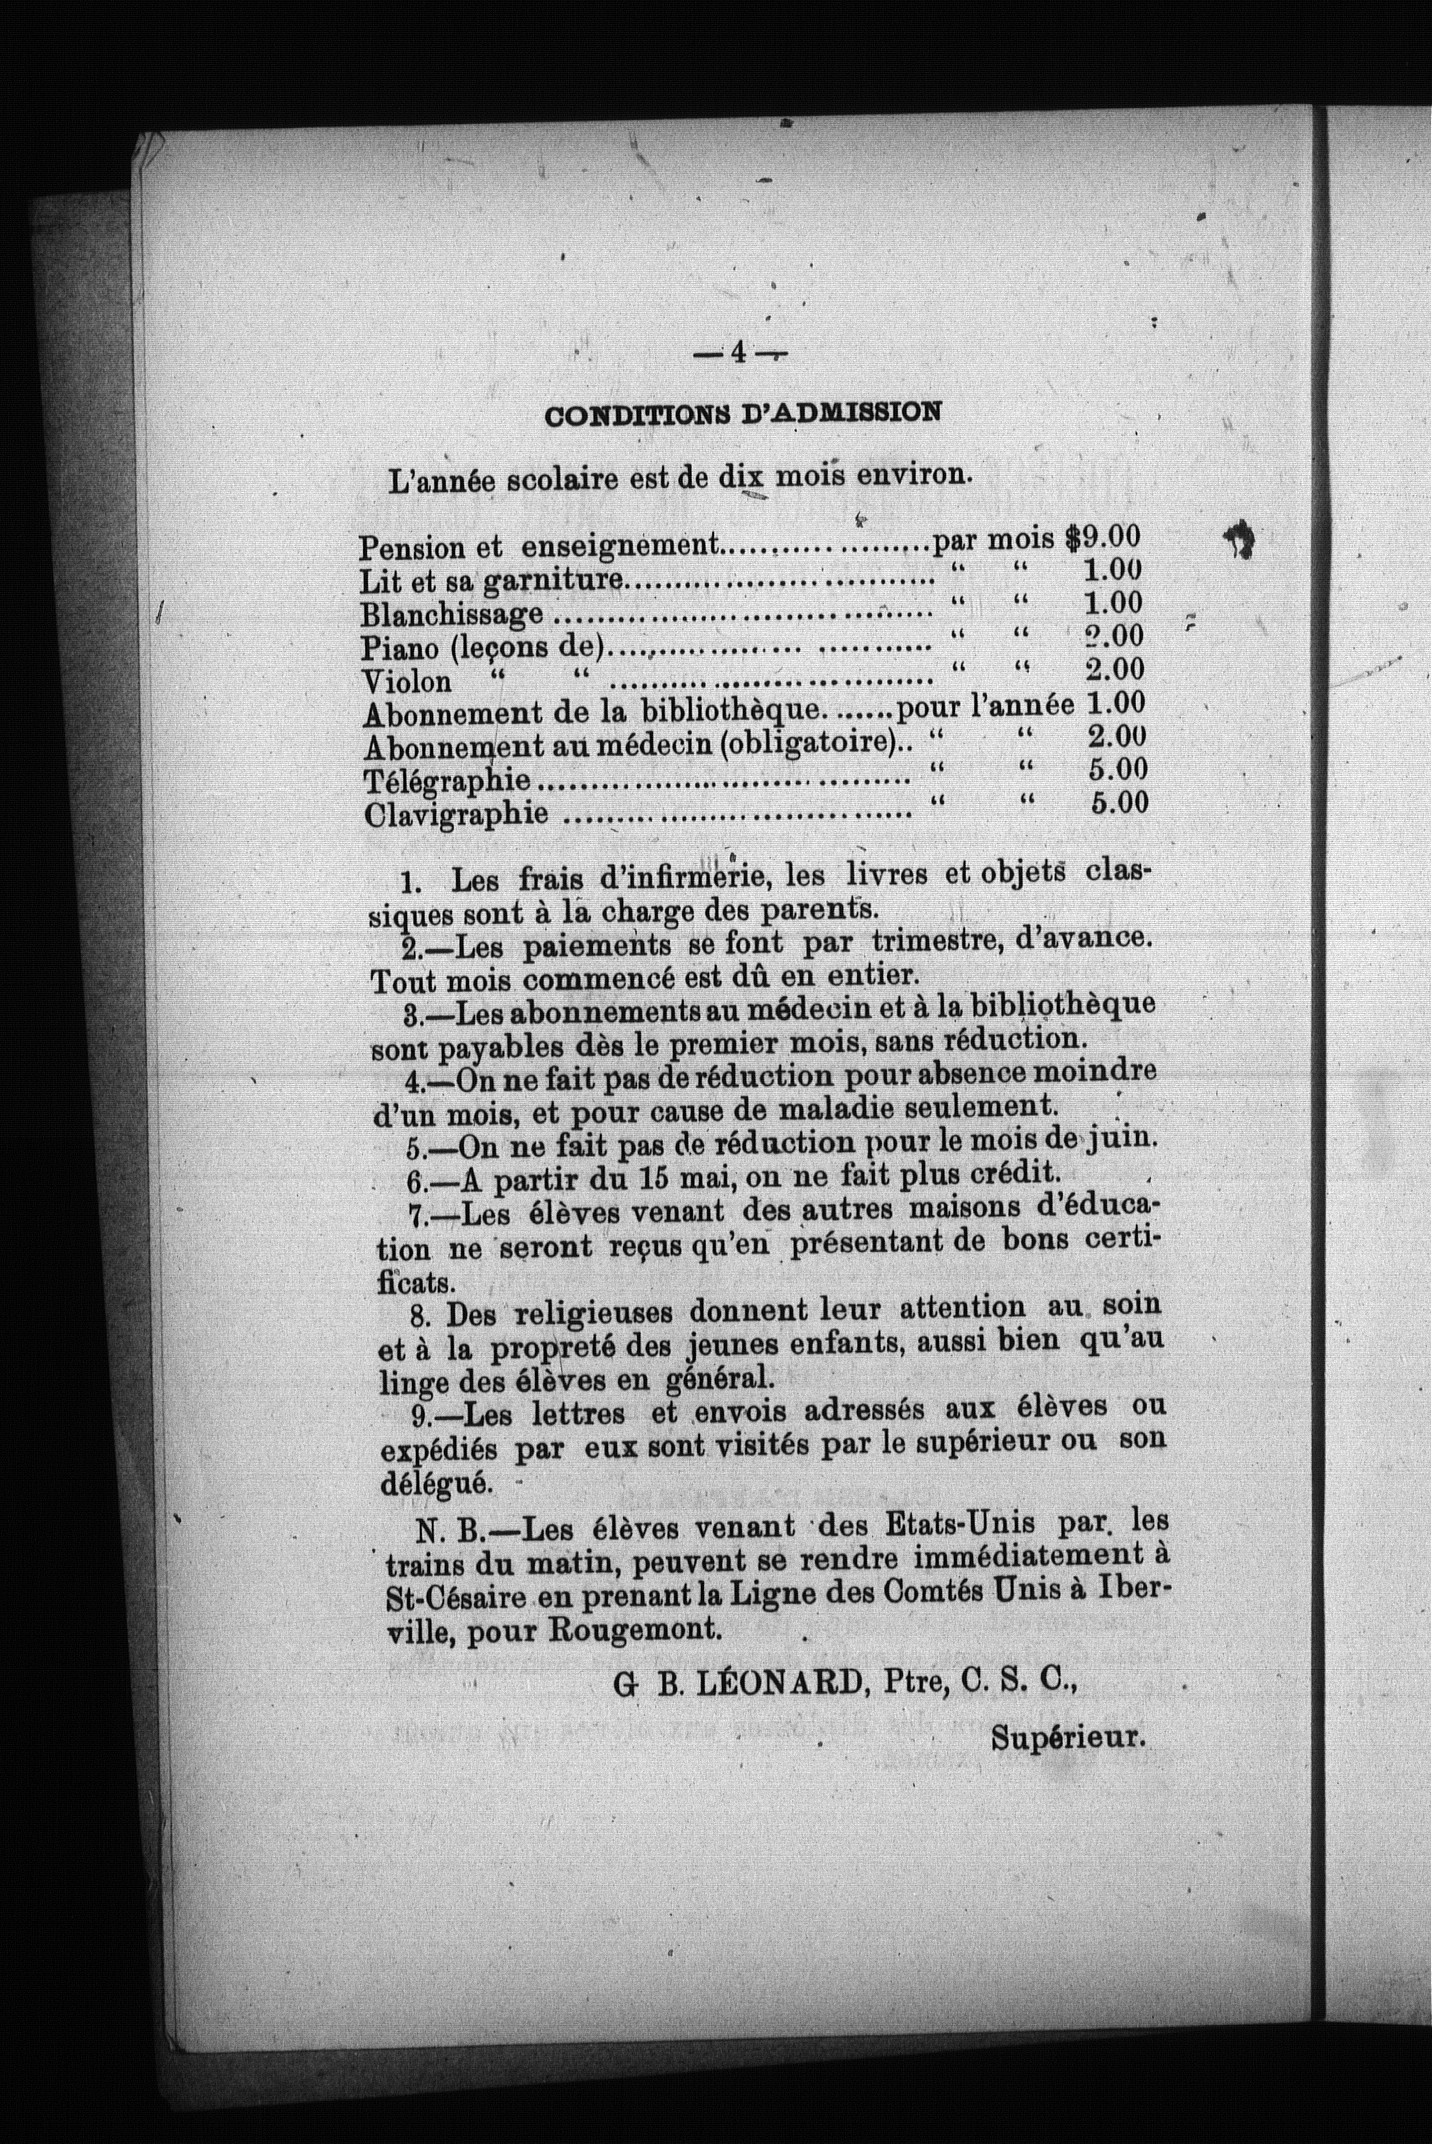 — 4 —
CONDITIONS D'ADMISSION
L'année scolaire est de dix mois environ.
Pension et enseignement......................par mois $9.00
Lit et sa garniture.................................. “ “ 1.00
Blanchissage ........................................ “ “ 1.00
Piano (leçons de)................... ............ “ “ 2.00
Violon “ “ .................................. “ “ 2.00
Abonnement de la bibliothèque. ......pour l'année 1.00
Abonnement au médecin (obligatoire).. “ “ 2.00
Télégraphie........................................ “ “ 5.00
Clavigraphie ..................................... “ “ 5.00
1. Les frais d'infirmerie, les livres et objets clas-
siques sont à la charge des parents.
2.—Les paiements se font par trimestre, d'avance.
Tout mois commencé est dû en entier.
3.—Les abonnements au médecin et à la bibliothèque
sont payables dès le premier mois, sans réduction.
4.—On ne fait pas de réduction pour absence moindre
d'un mois, et pour cause de maladie seulement.
5.—On ne fait pas de réduction pour le mois de juin.
6.—A partir du 15 mai, on ne fait plus crédit.
7.—Les élèves venant des autres maisons d'éduca-
tion ne seront reçus qu'en présentant de bons certi-
ficats.
8. Des religieuses donnent leur attention au soin
et à la propreté des jeunes enfants, aussi bien qu'au
linge des élèves en général.
9.—Les lettres et envois adressés aux élèves ou
expédiés par eux sont visités par le supérieur ou son
délégué.
N. B.—Les élèves venant des Etats-Unis par les
trains du matin, peuvent se rendre immédiatement à
St-Césaire en prenant la Ligne des Comtés Unis à Iber-
ville, pour Rougemont.
G B. LÉONARD, Ptre, C. S. C.,
Supérieur.